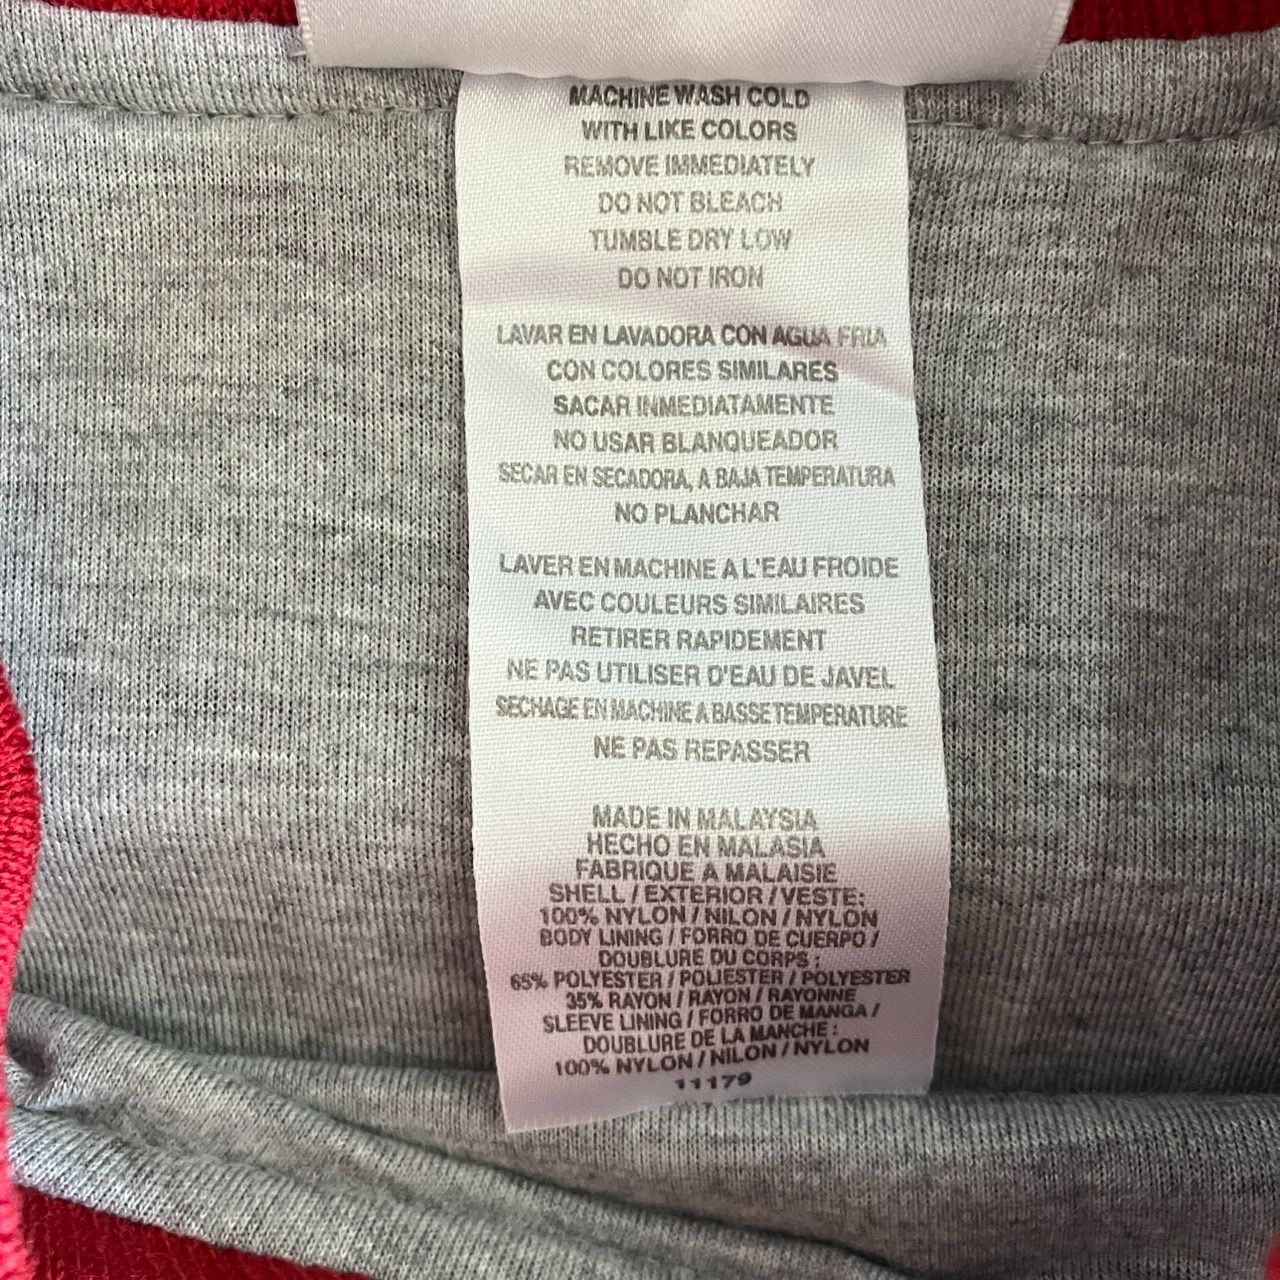 MACHINE WASH COLD
WITH LIKE COLORS
REMOVE IMMEDIATELY
DO NOT BLEACH
TUMBLE DRY LOW
DO NOT IRON
LAVAR EN LAVADORA CON AGUA FRIA
CON COLORES SIMILARES
SACAR INMEDIATAMENTE
NO USAR BLANQUEADOR
SECAR EN SECADORA, A BAJA TEMPERATURA
NO PLANCHAR
LAVER EN MACHINE A L'EAU FROIDE
AVEC COULEURS SIMILAIRES
RETIRER RAPIDEMENT
NE PAS UTILISER D'EAU DE JAVEL
SECHAGE EN MACHINE A BASSE TEMPERATURE
NE PAS REPASSER
MADE IN MALAYSIA
HECHO EN MALASIA
FABRIQUE A MALAISIE
SHELL / EXTERIOR / VESTE:
100% NYLON / NILON / NYLON
BODY LINING / FORRO DE CUERPO /
DOUBLURE DU CORPS :
65% POLYESTER / POLIESTER / POLYESTER
35% RAYON / RAYON / RAYONNE
SLEEVE LINING / FORRO DE MANGA /
DOUBLURE DE LA MANCHE :
100% NYLON / NILON / NYLON
11179